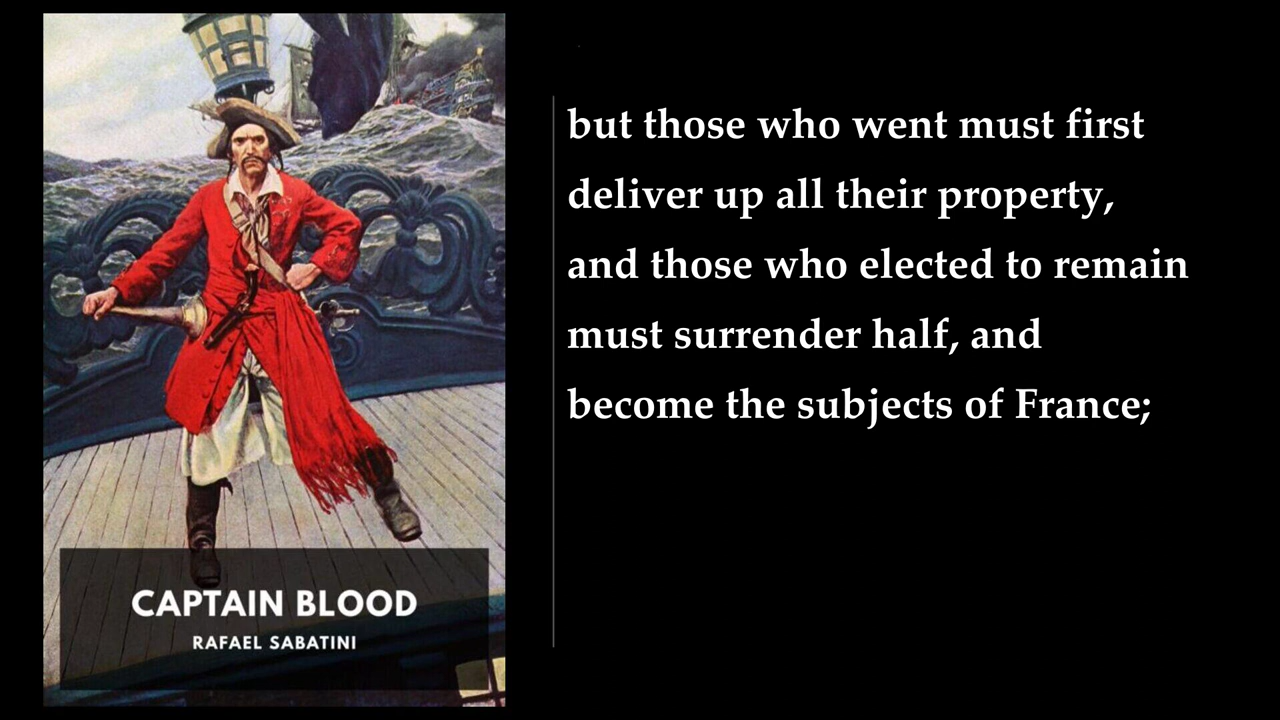 but those who went must first
deliver up all their property,
and those who elected to remain
must surrender half, and
become the subjects of France;
CAPTAIN BLOOD
RAFAEL SABATINI